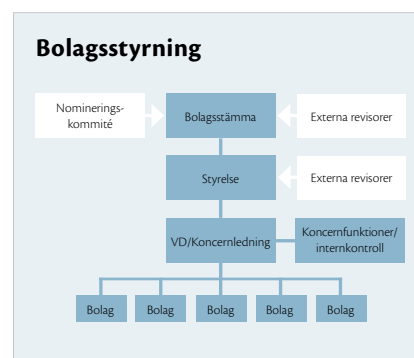 Bolagsstyrning
Nominerings-
kommité
Bolagsstämma
Externa revisorer
Styrelse
Externa revisorer
VD/Koncernledning
Koncernfunktioner/
internkontroll
Bolag
Bolag
Bolag
Bolag
Bolag